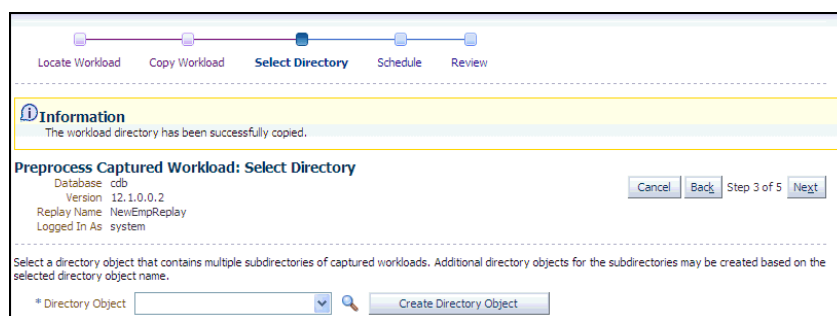 Locate Workload Copy Workload Select Directory Schedule Review
Information
The workload directory has been successfully copied.
Preprocess Captured Workload: Select Directory
Database cdb
Version 12.1.0.0.2
Replay Name NewEmpReplay
Logged In As system
Cancel Back Step 3 of 5 Next
Select a directory object that contains multiple subdirectories of captured workloads. Additional directory objects for the subdirectories may be created based on the
selected directory object name.
* Directory Object Create Directory Object